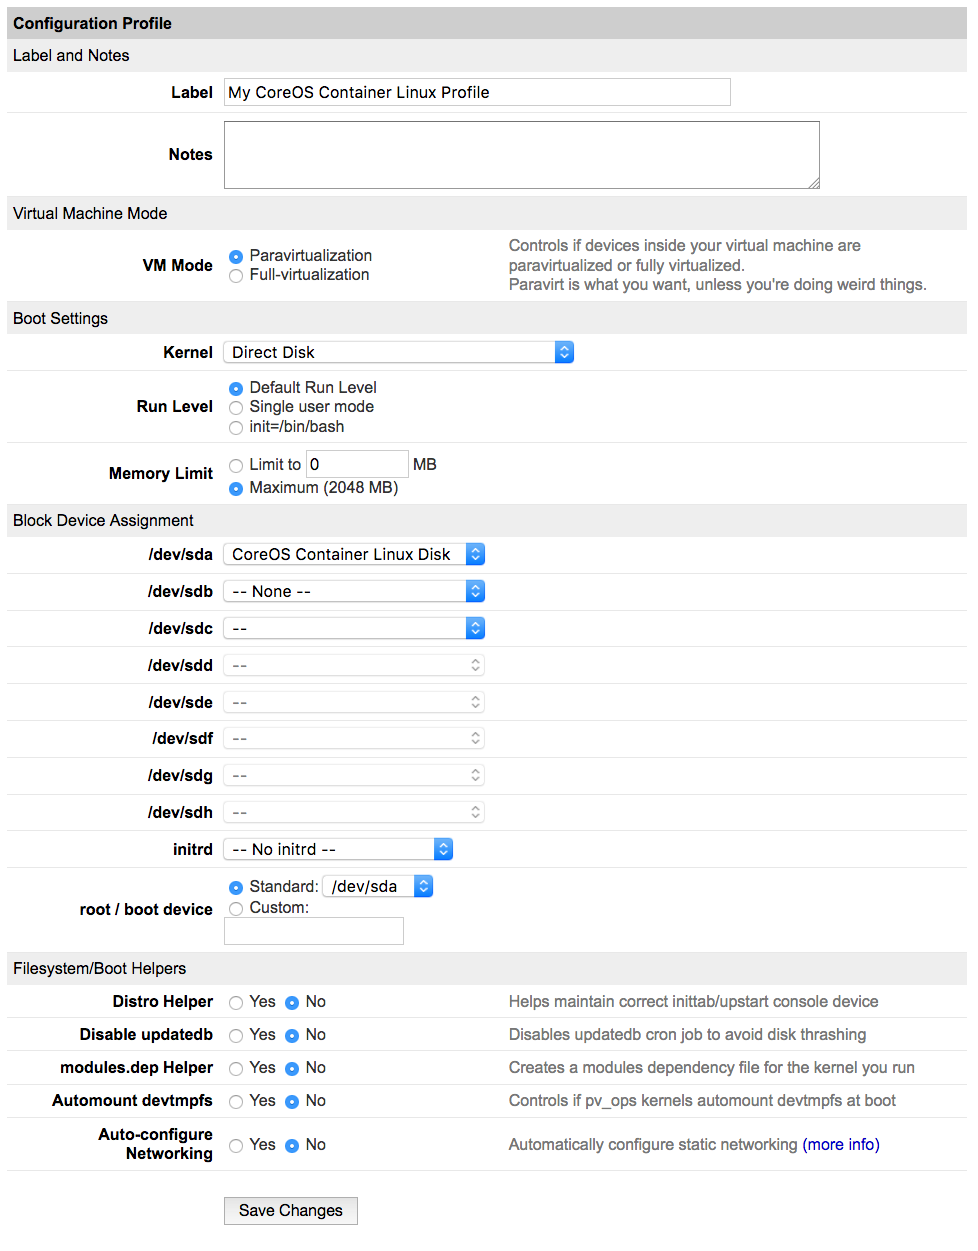 Configuration Profile
Label and Notes
Label My CoreOS Container Linux Profile
Notes
Virtual Machine Mode
VM Mode Paravirtualization
Full-virtualization
Controls if devices inside your virtual machine are
paravirtualized or fully virtualized.
Paravirt is what you want, unless you're doing weird things.
Boot Settings
Kernel Direct Disk
Run Level Default Run Level
Single user mode
init=/bin/bash
Memory Limit Limit to 0 MB
Maximum (2048 MB)
Block Device Assignment
/dev/sda CoreOS Container Linux Disk
/dev/sdb -- None --
/dev/sdc --
/dev/sdd --
/dev/sde --
/dev/sdf --
/dev/sdg --
/dev/sdh --
initrd -- No initrd --
root / boot device Standard: /dev/sda
Custom:
Filesystem/Boot Helpers
Distro Helper Yes No Helps maintain correct inittab/upstart console device
Disable updatedb Yes No Disables updatedb cron job to avoid disk thrashing
modules.dep Helper Yes No Creates a modules dependency file for the kernel you run
Automount devtmpfs Yes No Controls if pv_ops kernels automount devtmpfs at boot
Auto-configure
Networking Yes No Automatically configure static networking (more info)
Save Changes